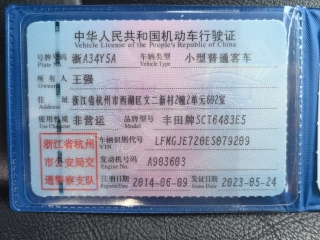 中华人民共和国机动车行驶证
Vehicle License of the People's Republic of China
号牌号码 浙A34Y5A 车辆类型 小型普通客车
Plate No. Vehicle Type
所有人 王强
Owner
住址 浙江省杭州市西湖区文三新村2幢2单元602室
Address
使用性质 非营运 品牌型号 丰田牌SCT6483E5
Use Character Model
浙江省杭州市公安局交通警察支队
车辆识别代号 LFMGJE720ES079209
VIN
发动机号码 A983603
Engine No.
注册日期 2014-06-09 发证日期 2023-05-24
Register Date Issue Date